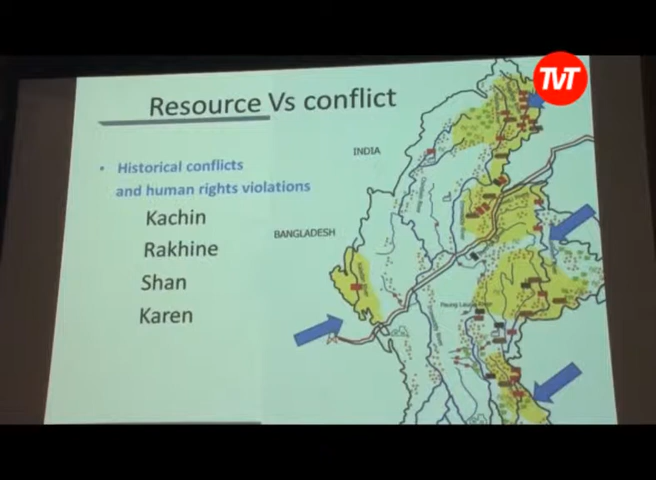 TVT
Resource Vs conflict
• Historical conflicts
and human rights violations
Kachin
Rakhine
Shan
Karen
INDIA
BANGLADESH